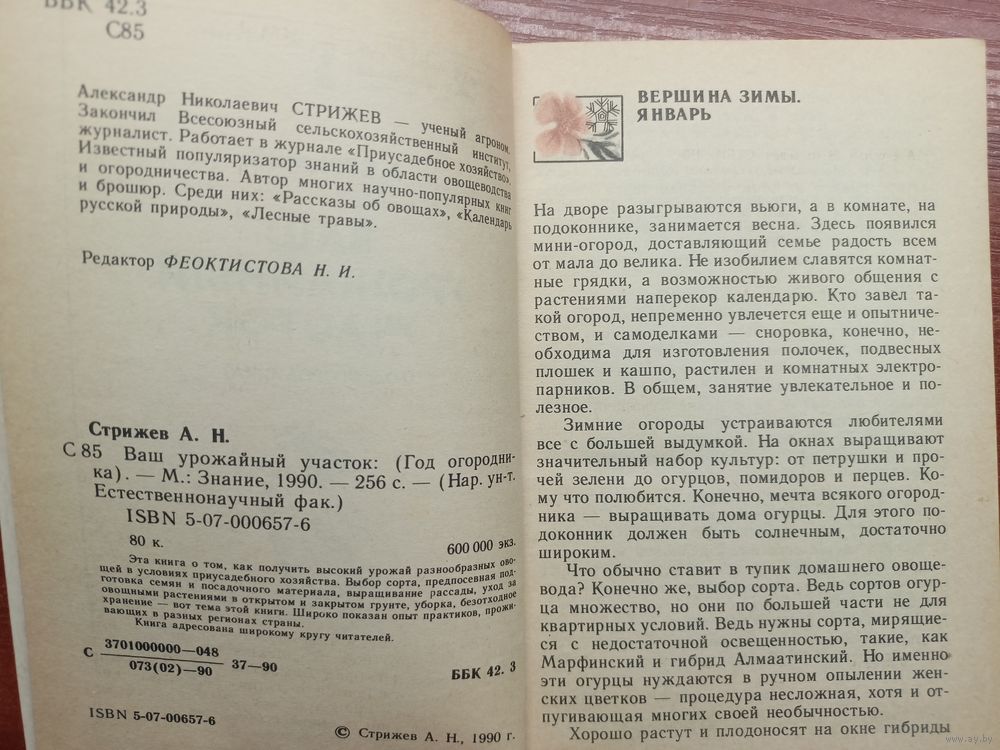 ББК 42.3
С85
Александр Николаевич СТРИЖЕВ — ученый агроном.
Закончил Всесоюзный сельскохозяйственный институт,
журналист. Работает в журнале «Приусадебное хозяйство».
Известный популяризатор знаний в области овощеводства
и огородничества. Автор многих научно-популярных книг
и брошюр. Среди них: «Рассказы об овощах», «Календарь
русской природы», «Лесные травы».
Редактор ФЕОКТИСТОВА Н. И.
Стрижев А. Н.
С 85 Ваш урожайный участок: (Год огородни-
ка). — М.: Знание, 1990. — 256 с. — (Нар. ун-т.
Естественнонаучный фак.)
ISBN 5-07-000657-6
80 к. 600 000 экз.
Эта книга о том, как получить высокий урожай разнообразных ово-
щей в условиях приусадебного хозяйства. Выбор сорта, предпосевная под-
готовка семян и посадочного материала, выращивание рассады, уход за
овощными растениями в открытом и закрытом грунте, уборка, безотходное
хранение — вот тема этой книги. Широко показан опыт практиков, прожи-
вающих в разных регионах страны.
Книга адресована широкому кругу читателей.
С 3701000000—048
073(02)—90 37—90
ББК 42. 3
ISBN 5-07-00657-6
© Стрижев А. Н., 1990 г.
ВЕРШИНА ЗИМЫ.
ЯНВАРЬ
На дворе разыгрываются вьюги, а в комнате, на
подоконнике, занимается весна. Здесь появился
мини-огород, доставляющий семье радость всем
от мала до велика. Не изобилием славятся комнат-
ные грядки, а возможностью живого общения с
растениями наперекор календарю. Кто завел та-
кой огород, непременно увлечется еще и опытниче-
ством, и самоделками — сноровка, конечно, не-
обходима для изготовления полочек, подвесных
плошек и кашпо, растилен и комнатных электро-
парников. В общем, занятие увлекательное и по-
лезное.
Зимние огороды устраиваются любителями
все с большей выдумкой. На окнах выращивают
значительный набор культур: от петрушки и про-
чей зелени до огурцов, помидоров и перцев. Ко-
му что полюбится. Конечно, мечта всякого огород-
ника — выращивать дома огурцы. Для этого по-
доконник должен быть солнечным, достаточно
широким.
Что обычно ставит в тупик домашнего овоще-
вода? Конечно же, выбор сорта. Ведь сортов огур-
ца множество, но они по большей части не для
квартирных условий. Ведь нужны сорта, мирящие-
ся с недостаточной освещенностью, такие, как
Марфинский и гибрид Алмаатинский. Но именно
эти огурцы нуждаются в ручном опылении жен-
ских цветков — процедура несложная, хотя и от-
пугивающая многих своей необычностью.
Хорошо растут и плодоносят на окне гибриды
www.ay.by